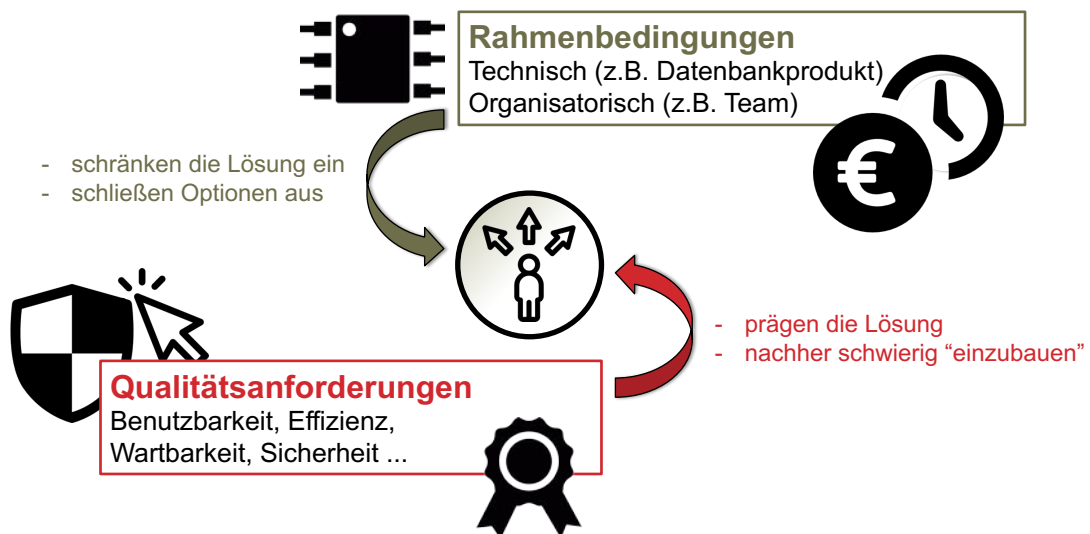 Rahmenbedingungen
Technisch (z.B. Datenbankprodukt)
Organisatorisch (z.B. Team)
€
- schränken die Lösung ein
- schließen Optionen aus
- prägen die Lösung
- nachher schwierig “einzubauen”
Qualitätsanforderungen
Benutzbarkeit, Effizienz,
Wartbarkeit, Sicherheit ...